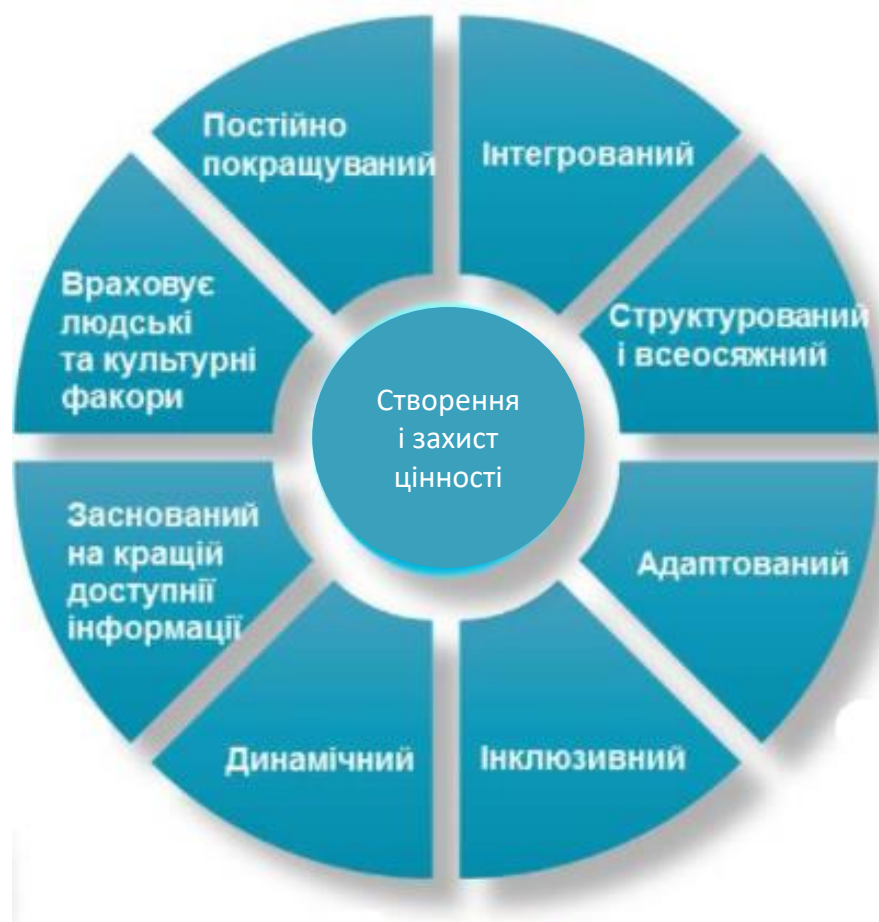 Постійно
покращуваний
Інтегрований
Враховує
людські
та культурні
факори
Структурований
і всеосяжний
Створення
і захист
цінності
Заснований
на кращій
доступнії
інформації
Адаптований
Динамічний
Інклюзивний